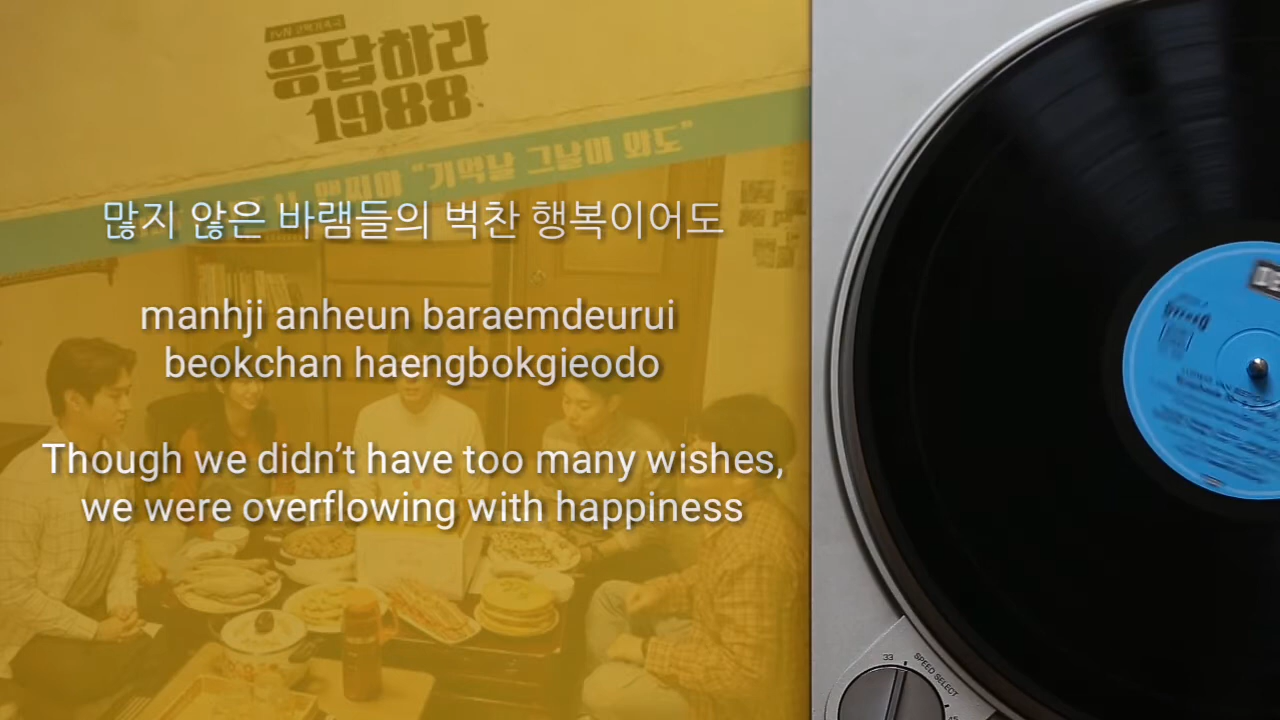 tvN
응답하라
1988
"기억날 그날이 와도"
많지 않은 바램들의 벅찬 행복이어도
manhji anheun baraemdeurui
beokchan haengbokgieodo
Though we didn’t have too many wishes,
we were overflowing with happiness
33
SPEED SELECT